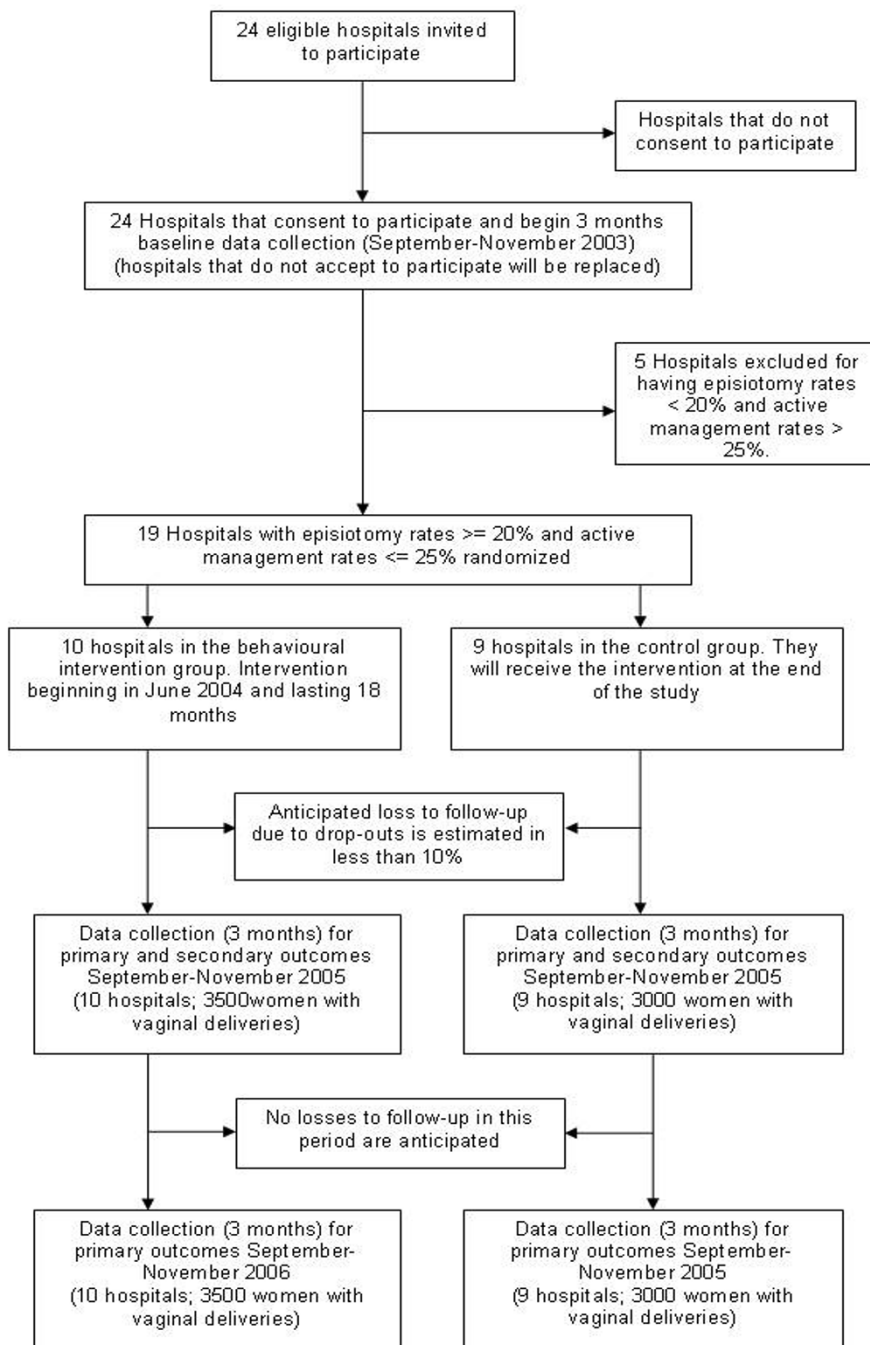 24 eligible hospitals invited
to participate
Hospitals that do not
consent to participate
24 Hospitals that consent to participate and begin 3 months
baseline data collection (September-November 2003)
(hospitals that do not accept to participate will be replaced)
5 Hospitals excluded for
having episiotomy rates
< 20% and active
management rates >
25%.
19 Hospitals with episiotomy rates >= 20% and active
management rates <= 25% randomized
10 hospitals in the behavioural
intervention group. Intervention
beginning in June 2004 and lasting 18
months
9 hospitals in the control group. They
will receive the intervention at the end
of the study
Anticipated loss to follow-up
due to drop-outs is estimated in
less than 10%
Data collection (3 months) for
primary and secondary outcomes
September-November 2005
(10 hospitals; 3500women with
vaginal deliveries)
Data collection (3 months) for
primary and secondary outcomes
September-November 2005
(9 hospitals; 3000 women with
vaginal deliveries)
No losses to follow-up in this
period are anticipated
Data collection (3 months) for
primary outcomes September-
November 2006
(10 hospitals; 3500 women with
vaginal deliveries)
Data collection (3 months) for
primary outcomes September-
November 2005
(9 hospitals; 3000 women with
vaginal deliveries)